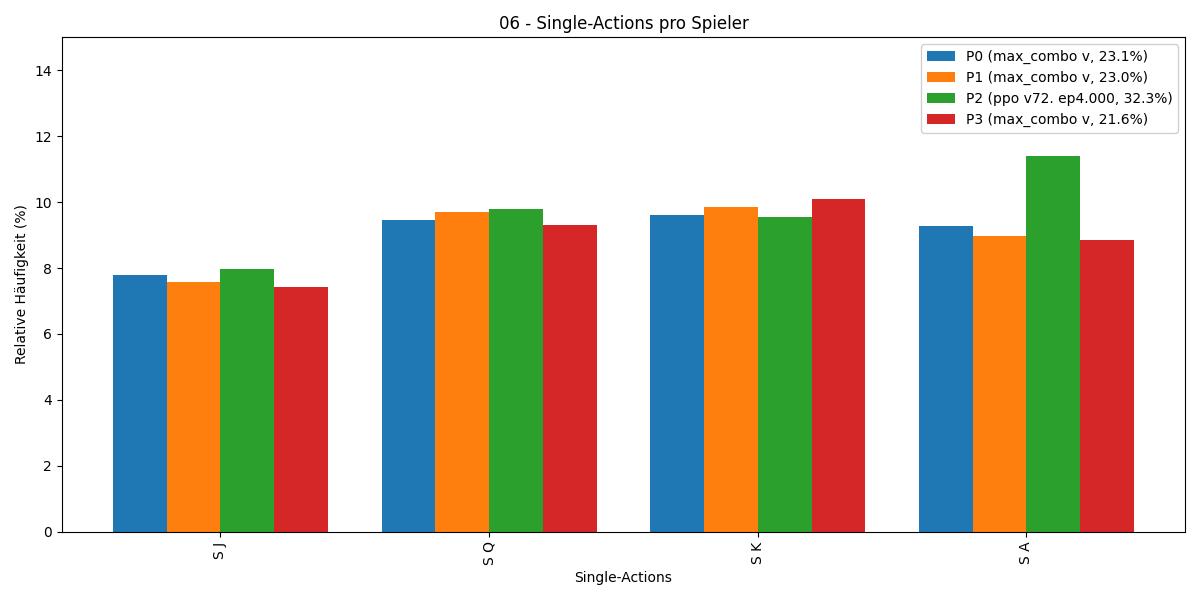 06 - Single-Actions pro Spieler
P0 (max_combo v, 23.1%)
P1 (max_combo v, 23.0%)
P2 (ppo v72. ep4.000, 32.3%)
P3 (max_combo v, 21.6%)
Relative Häufigkeit (%)
14
12
10
8
6
4
2
0
S J
S Q
S K
S A
Single-Actions